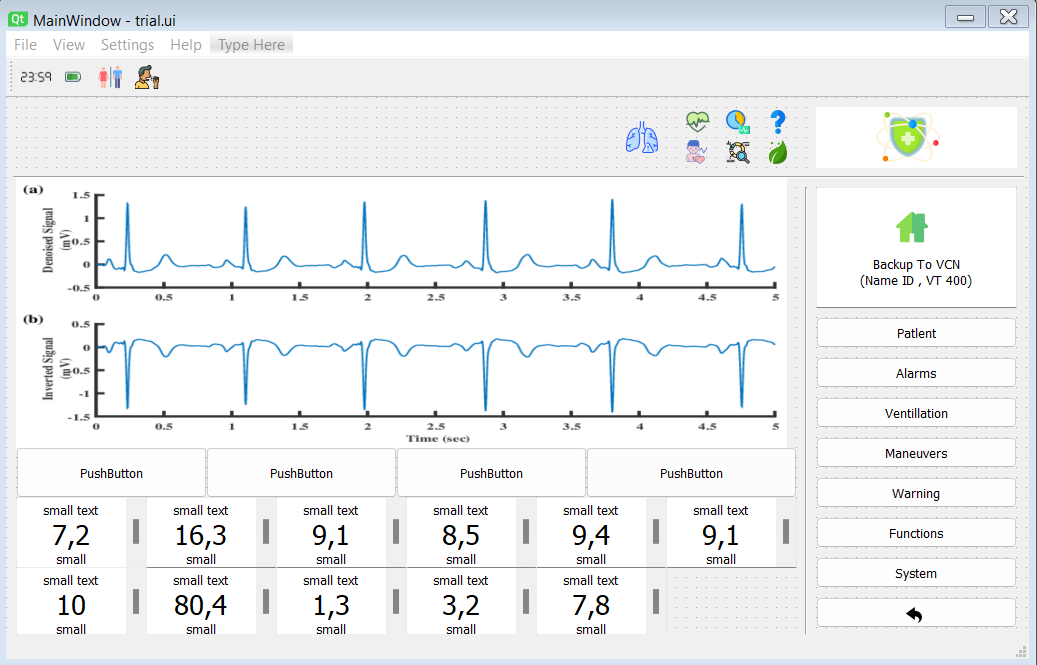 Qt MainWindow - trial.ui
File View Settings Help Type Here
23:59
(a)
Denoised Signal
(mV)
1.5
1
0.5
0
-0.5
0 0.5 1 1.5 2 2.5 3 3.5 4 4.5 5
(b)
Inverted Signal
(mV)
0.5
0
-0.5
-1
-1.5
0 0.5 1 1.5 2 2.5 3 3.5 4 4.5 5
Time (sec)
PushButton PushButton PushButton PushButton
small text small text small text small text small text small text
7,2 16,3 9,1 8,5 9,4 9,1
small small small small small small
small text small text small text small text small text
10 80,4 1,3 3,2 7,8
small small small small small
Backup To VCN
(Name ID , VT 400)
Patlent
Alarms
Ventillation
Maneuvers
Warning
Functions
System